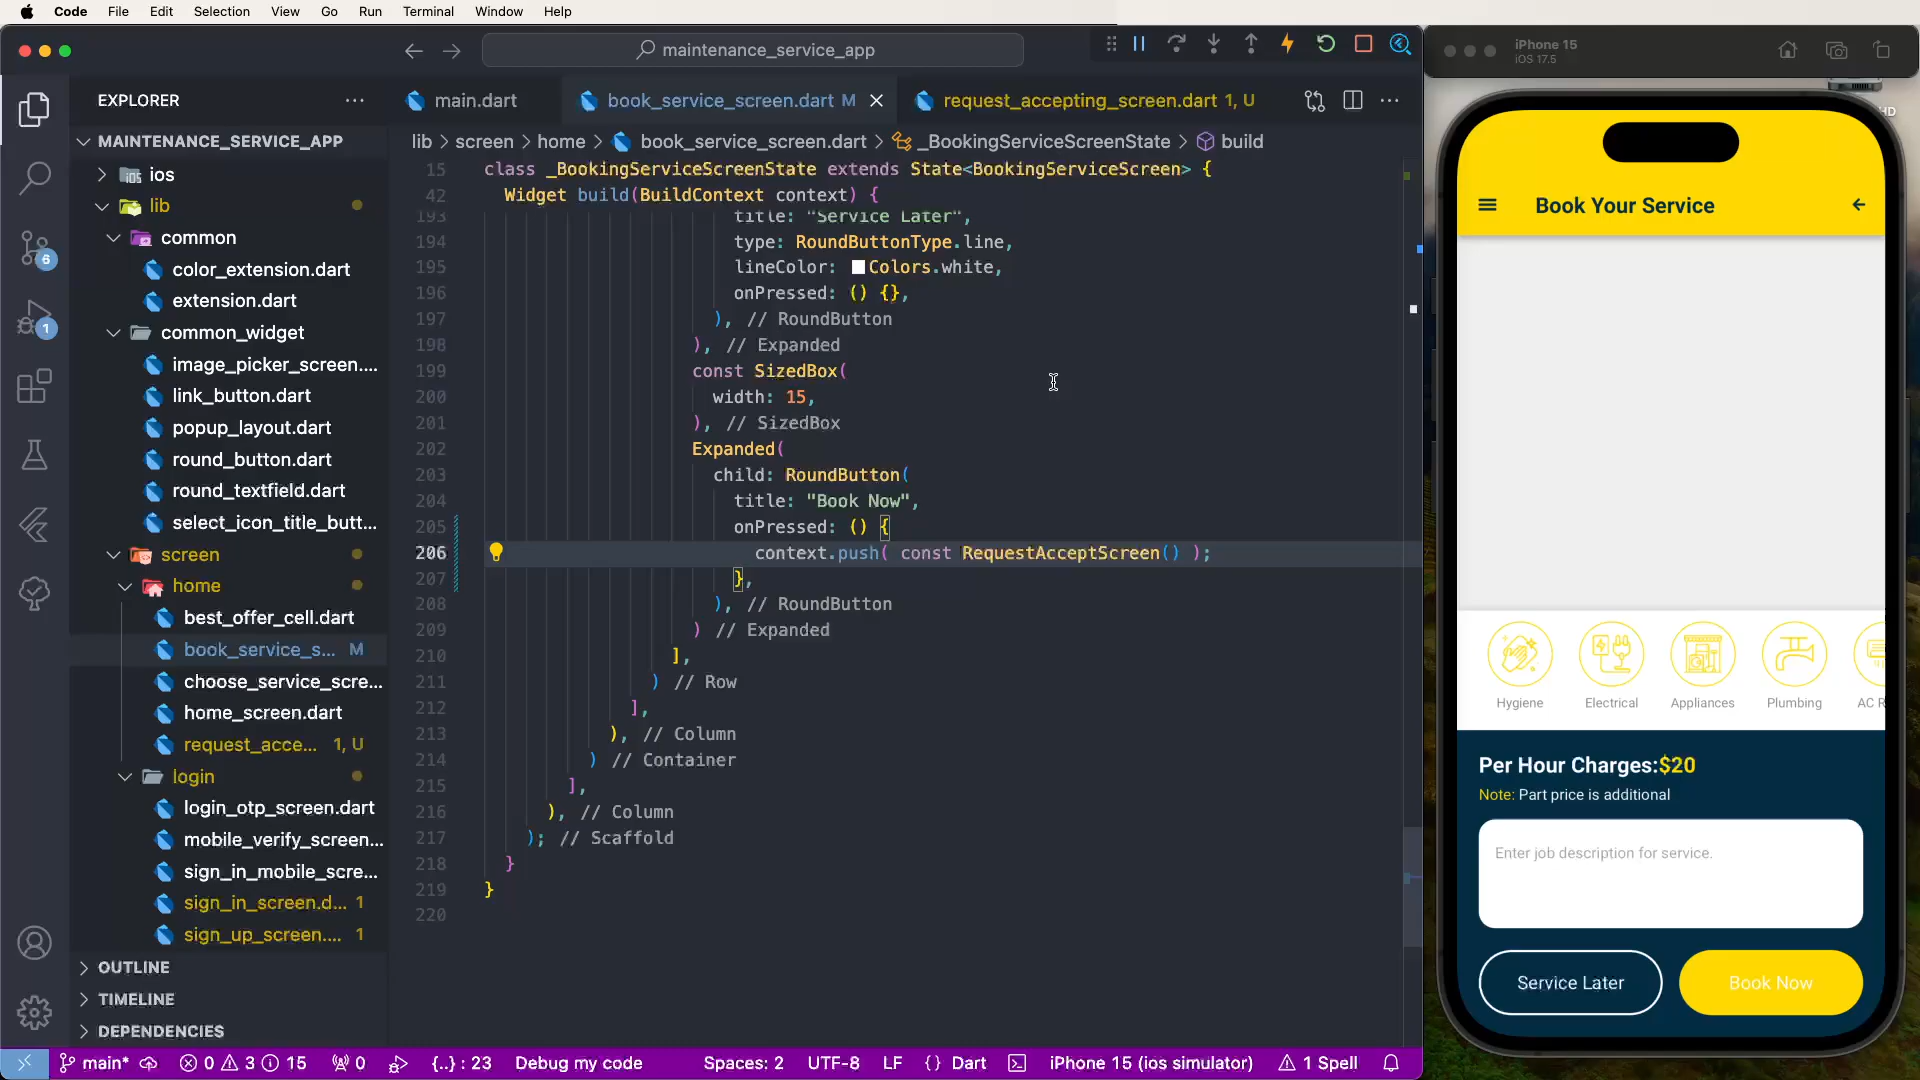 Code File Edit Selection View Go Run Terminal Window Help
maintenance_service_app
iPhone 15
iOS 17.5
EXPLORER
main.dart
book_service_screen.dart M
request_accepting_screen.dart 1, U
MAINTENANCE_SERVICE_APP
lib > screen > home > book_service_screen.dart > _BookingServiceScreenState > build
ios
lib
common
color_extension.dart
extension.dart
common_widget
image_picker_screen....
link_button.dart
popup_layout.dart
round_button.dart
round_textfield.dart
select_icon_title_butt...
screen
home
best_offer_cell.dart
book_service_s... M
choose_service_scre...
home_screen.dart
request_acce... 1, U
login
login_otp_screen.dart
mobile_verify_screen...
sign_in_mobile_scre...
sign_in_screen.d... 1
sign_up_screen.... 1
OUTLINE
TIMELINE
DEPENDENCIES
6
1
15 class _BookingServiceScreenState extends State<BookingServiceScreen> {
42 Widget build(BuildContext context) {
193 title: "Service Later",
194 type: RoundButtonType.line,
195 lineColor: Colors.white,
196 onPressed: () {},
197 ), // RoundButton
198 ), // Expanded
199 const SizedBox(
200 width: 15,
201 ), // SizedBox
202 Expanded(
203 child: RoundButton(
204 title: "Book Now",
205 onPressed: () {
206 context.push( const RequestAcceptScreen() );
207 },
208 ), // RoundButton
209 ) // Expanded
210 ],
211 ) // Row
212 ],
213 ), // Column
214 ) // Container
215 ],
216 ), // Column
217 ); // Scaffold
218 }
219 }
220
main* 0 3 15 0 {..} : 23 Debug my code Spaces: 2 UTF-8 LF {} Dart iPhone 15 (ios simulator) 1 Spell
HD
Book Your Service
Hygiene Electrical Appliances Plumbing AC R
Per Hour Charges:$20
Note: Part price is additional
Enter job description for service.
Service Later Book Now